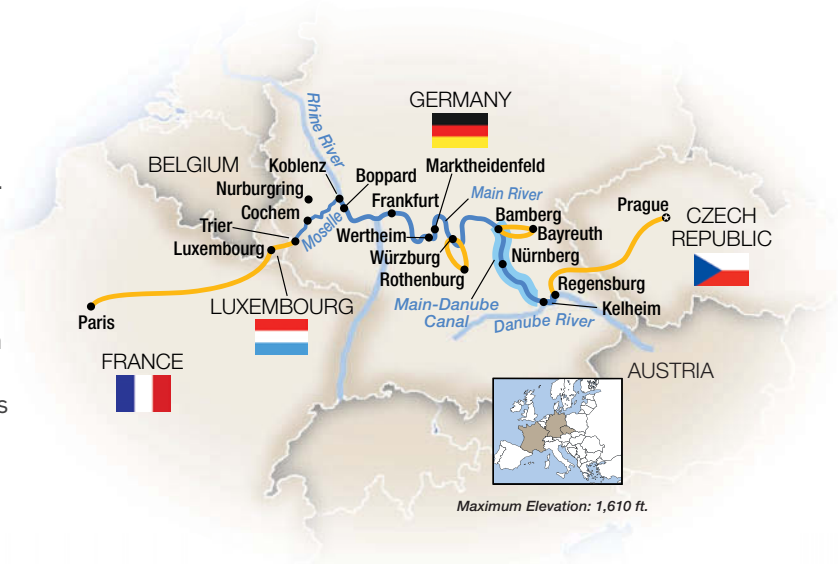 GERMANY
Rhine River
BELGIUM
Koblenz
Boppard
Marktheidenfeld
Nurburgring
Frankfurt
Main River
Cochem
Moselle
Trier
Wertheim
Bamberg
Prague
CZECH
REPUBLIC
Luxembourg
Würzburg
Bayreuth
Rothenburg
Nürnberg
Regensburg
LUXEMBOURG
Main-Danube
Canal
Kelheim
Danube River
Paris
FRANCE
AUSTRIA
s
Maximum Elevation: 1,610 ft.